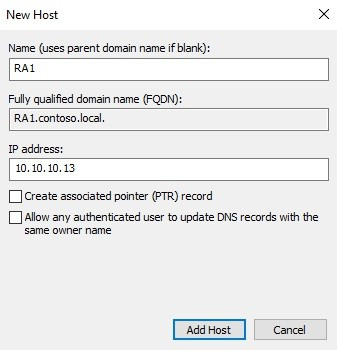 New Host
Name (uses parent domain name if blank):
RA1
Fully qualified domain name (FQDN):
RA1.contoso.local.
IP address:
10.10.10.13
Create associated pointer (PTR) record
Allow any authenticated user to update DNS records with the
same owner name
Add Host
Cancel